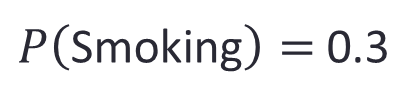 P(Smoking) = 0.3